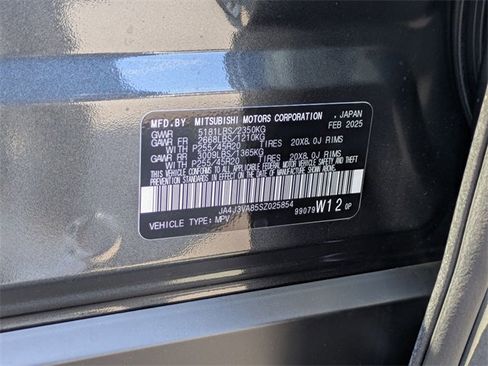 MFD.BY MITSUBISHI MOTORS CORPORATION , JAPAN
FEB 2025
GVWR 5181LBS/2350KG
GAWR FR 2668LBS/1210KG
WITH P255/45R20 TIRES 20X8.0J RIMS
GAWR RR 3009LBS/1365KG
WITH P255/45R20 TIRES 20X8.0J RIMS
THIS VEHICLE CONFORMS TO ALL APPLICABLE FEDERAL
MOTOR VEHICLE SAFETY STANDARDS IN EFFECT ON THE
DATE OF MANUFACTURE SHOWN ABOVE.
JA4J3VA85SZ025854
VEHICLE TYPE: MPV 99079 W12 0P